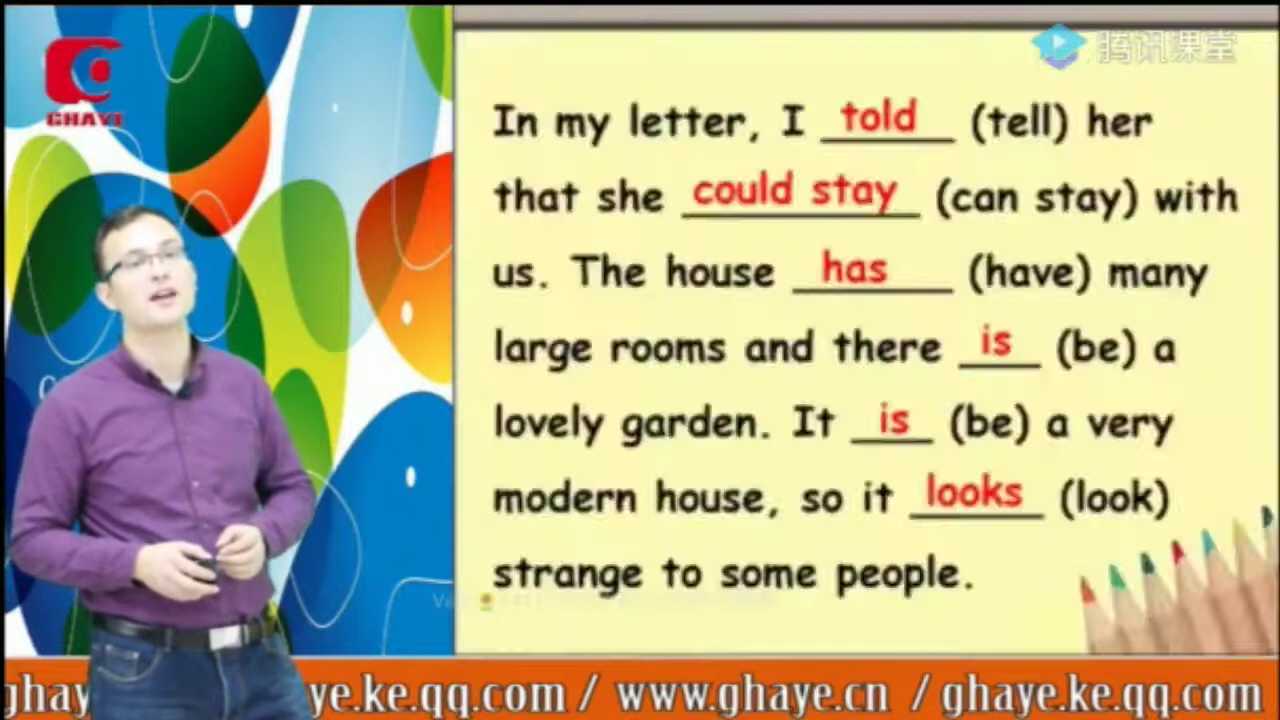 GHAYE
腾讯课堂
In my letter, I told (tell) her
that she could stay (can stay) with
us. The house has (have) many
large rooms and there is (be) a
lovely garden. It is (be) a very
modern house, so it looks (look)
strange to some people.
ghay ye.ke.qq.com / www.ghaye.cn / ghaye.ke.qq.com